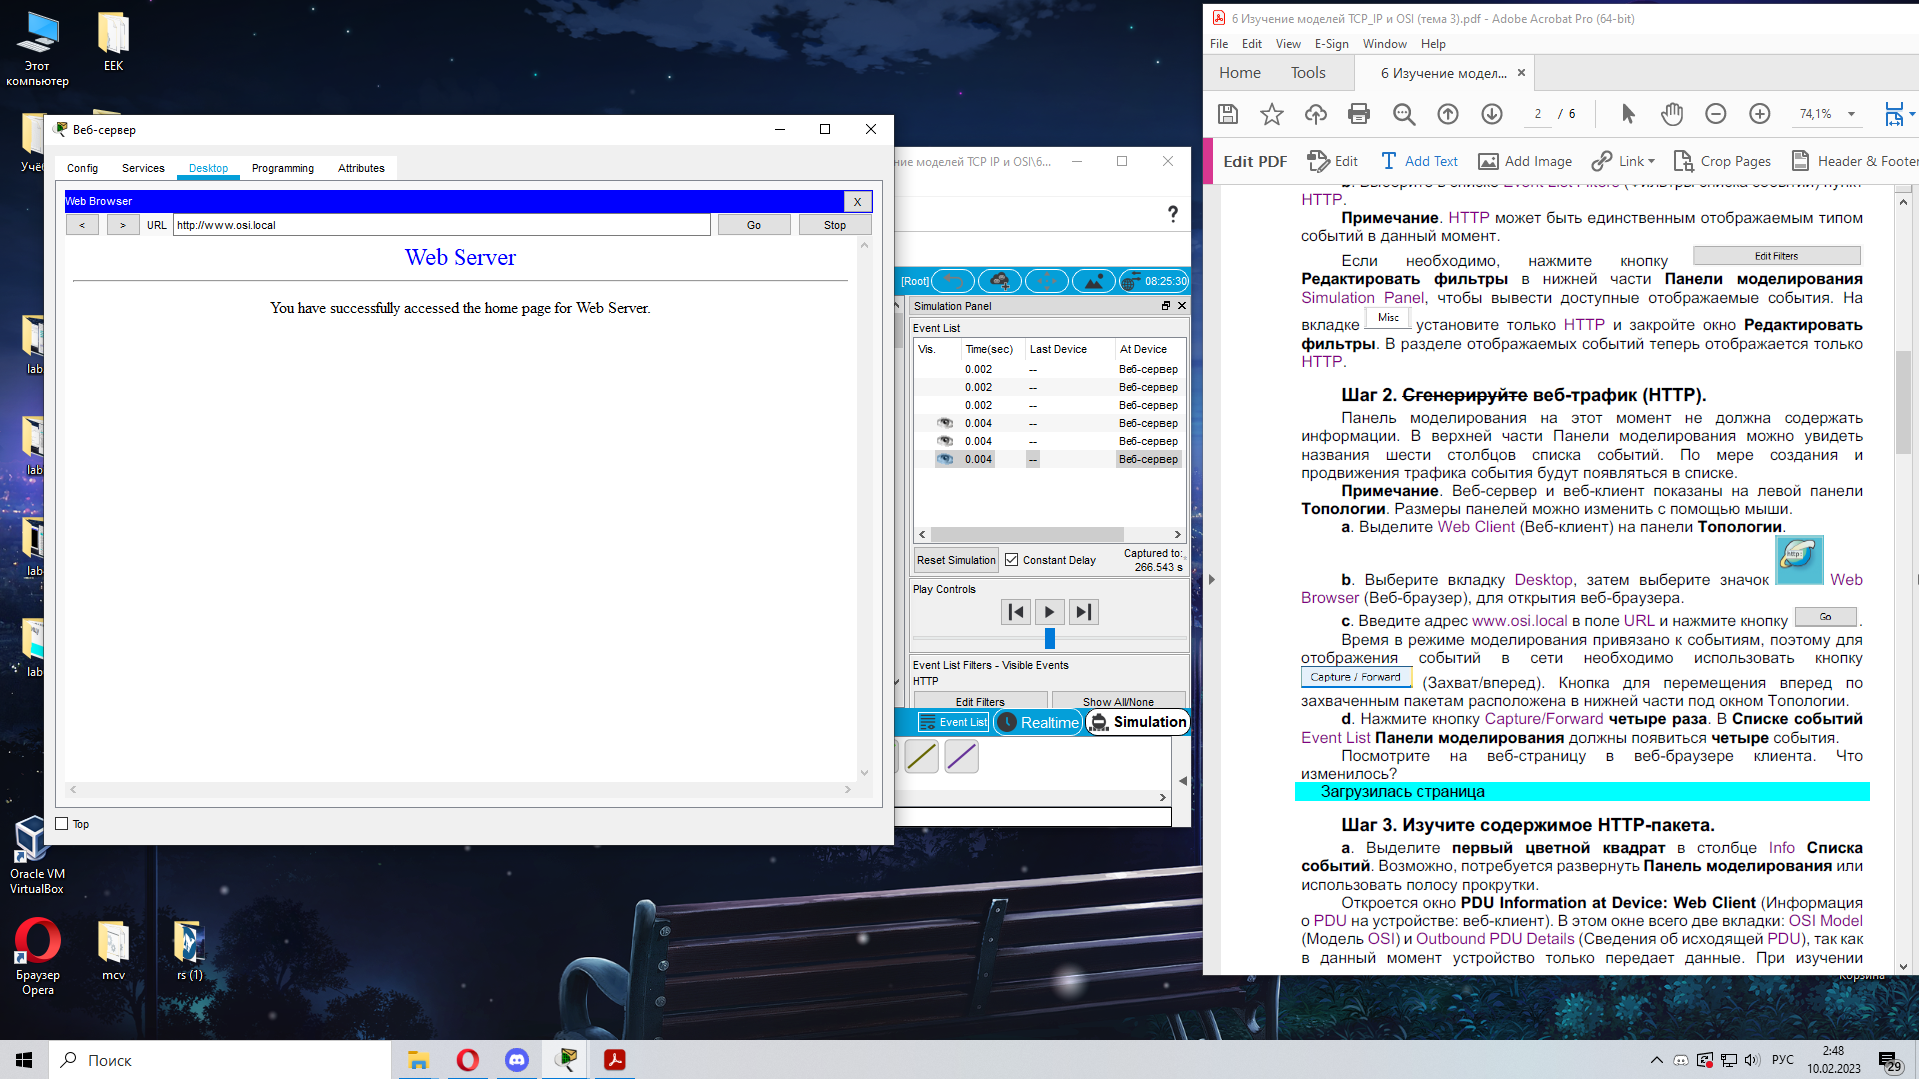 Этот
компьютер
EEK
Учёб
lab
lab
lab
lab
Oracle VM
VirtualBox
Браузер
Opera
mcv
rs (1)
Веб-сервер
Config
Services
Desktop
Programming
Attributes
Web Browser
X
<
>
URL
http://www.osi.local
Go
Stop
Web Server
You have successfully accessed the home page for Web Server.
Top
ние моделей TCP IP и OSI\6...
?
[Root]
08:25:30
Simulation Panel
Event List
Vis.
Time(sec)
Last Device
At Device
0.002 -- Веб-сервер
0.002 -- Веб-сервер
0.002 -- Веб-сервер
0.004 -- Веб-сервер
0.004 -- Веб-сервер
0.004 -- Веб-сервер
Reset Simulation
Constant Delay
Captured to:
266.543 s
Play Controls
Event List Filters - Visible Events
HTTP
Edit Filters
Show All/None
Event List
Realtime
Simulation
6 Изучение моделей TCP_IP и OSI (тема 3).pdf - Adobe Acrobat Pro (64-bit)
File Edit View E-Sign Window Help
Home
Tools
6 Изучение модел...
2 / 6
74,1%
Edit PDF
Edit
Add Text
Add Image
Link
Crop Pages
Header & Footer
b. Выберите в списке Event List Filters (Фильтры списка событий) пункт
HTTP.
Примечание. HTTP может быть единственным отображаемым типом
событий в данный момент.
Если необходимо, нажмите кнопку Edit Filters
Редактировать фильтры в нижней части Панели моделирования
Simulation Panel, чтобы вывести доступные отображаемые события. На
вкладке Misc установите только HTTP и закройте окно Редактировать
фильтры. В разделе отображаемых событий теперь отображается только
HTTP.
Шаг 2. Сгенерируйте веб-трафик (HTTP).
Панель моделирования на этот момент не должна содержать
информации. В верхней части Панели моделирования можно увидеть
названия шести столбцов списка событий. По мере создания и
продвижения трафика события будут появляться в списке.
Примечание. Веб-сервер и веб-клиент показаны на левой панели
Топологии. Размеры панелей можно изменить с помощью мыши.
a. Выделите Web Client (Веб-клиент) на панели Топологии.
http:
b. Выберите вкладку Desktop, затем выберите значок Web
Browser (Веб-браузер), для открытия веб-браузера.
c. Введите адрес www.osi.local в поле URL и нажмите кнопку Go .
Время в режиме моделирования привязано к событиям, поэтому для
отображения событий в сети необходимо использовать кнопку
Capture / Forward (Захват/вперед). Кнопка для перемещения вперед по
захваченным пакетам расположена в нижней части под окном Топологии.
d. Нажмите кнопку Capture/Forward четыре раза. В Списке событий
Event List Панели моделирования должны появиться четыре события.
Посмотрите на веб-страницу в веб-браузере клиента. Что
изменилось?
Загрузилась страница
Шаг 3. Изучите содержимое HTTP-пакета.
a. Выделите первый цветной квадрат в столбце Info Списка
событий. Возможно, потребуется развернуть Панель моделирования или
использовать полосу прокрутки.
Откроется окно PDU Information at Device: Web Client (Информация
о PDU на устройстве: веб-клиент). В этом окне всего две вкладки: OSI Model
(Модель OSI) и Outbound PDU Details (Сведения об исходящей PDU), так как
в данный момент устройство только передает данные. При изучении
Корзина
Поиск
РУС
2:48
10.02.2023
29